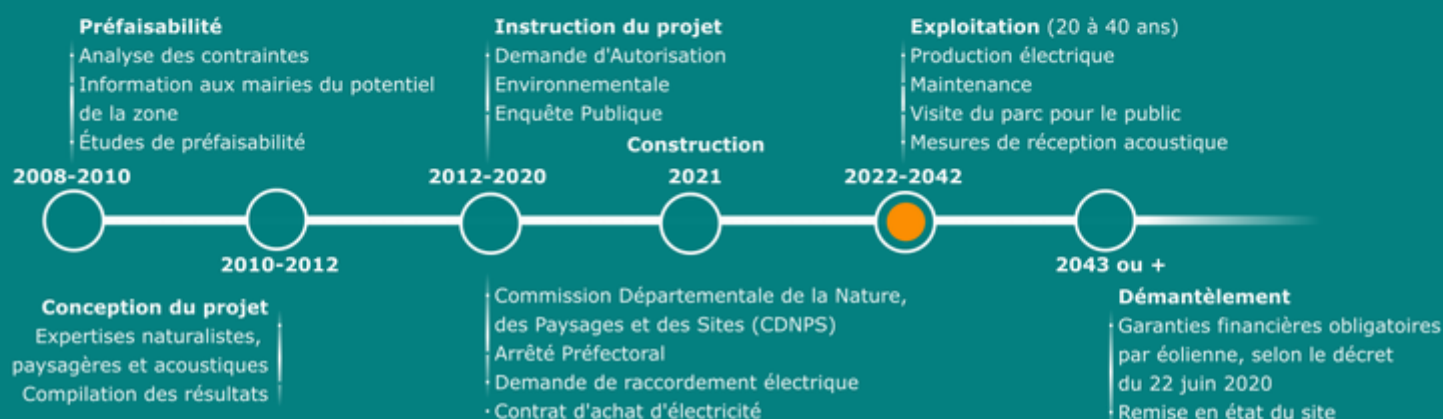 Préfaisabilité
Analyse des contraintes
Information aux mairies du potentiel
de la zone
Études de préfaisabilité
2008-2010
2010-2012
Conception du projet
Expertises naturalistes,
paysagères et acoustiques
Compilation des résultats
Instruction du projet
Demande d'Autorisation
Environnementale
Enquête Publique
2012-2020
Commission Départementale de la Nature,
des Paysages et des Sites (CDNPS)
Arrêté Préfectoral
Demande de raccordement électrique
Contrat d'achat d'électricité
Construction
2021
Exploitation (20 à 40 ans)
Production électrique
Maintenance
Visite du parc pour le public
Mesures de réception acoustique
2022-2042
2043 ou +
Démantèlement
Garanties financières obligatoires
par éolienne, selon le décret
du 22 juin 2020
Remise en état du site